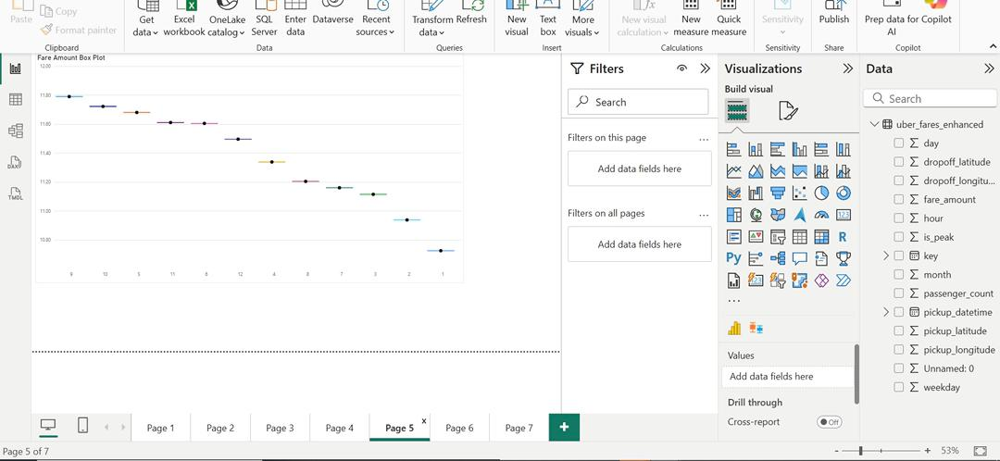 Paste
Copy
Format painter
Clipboard
Get
data
Excel
workbook
OneLake
catalog
SQL
Server
Enter
data
Dataverse
Recent
sources
Data
Transform
data
Refresh
Queries
New
visual
Text
box
More
visuals
Insert
New visual
calculation
New
measure
Quick
measure
Calculations
Sensitivity
Sensitivity
Publish
Share
Prep data for Copilot
AI
Copilot
Fare Amount Box Plot
12.00
11.80
11.60
11.40
11.20
11.00
10.80
9 10 5 11 6 12 4 8 7 3 2 1
DAX
TMDL
Filters
Search
Filters on this page
...
Add data fields here
Filters on all pages
...
Add data fields here
Visualizations
Build visual
123
R
Py
...
Values
Add data fields here
Drill through
Cross-report
Off
Data
Search
uber_fares_enhanced
day
dropoff_latitude
dropoff_longitu...
fare_amount
hour
is_peak
key
month
passenger_count
pickup_datetime
pickup_latitude
pickup_longitude
Unnamed: 0
weekday
Page 1
Page 2
Page 3
Page 4
Page 5
x
Page 6
Page 7
+
Page 5 of 7
- + 53%